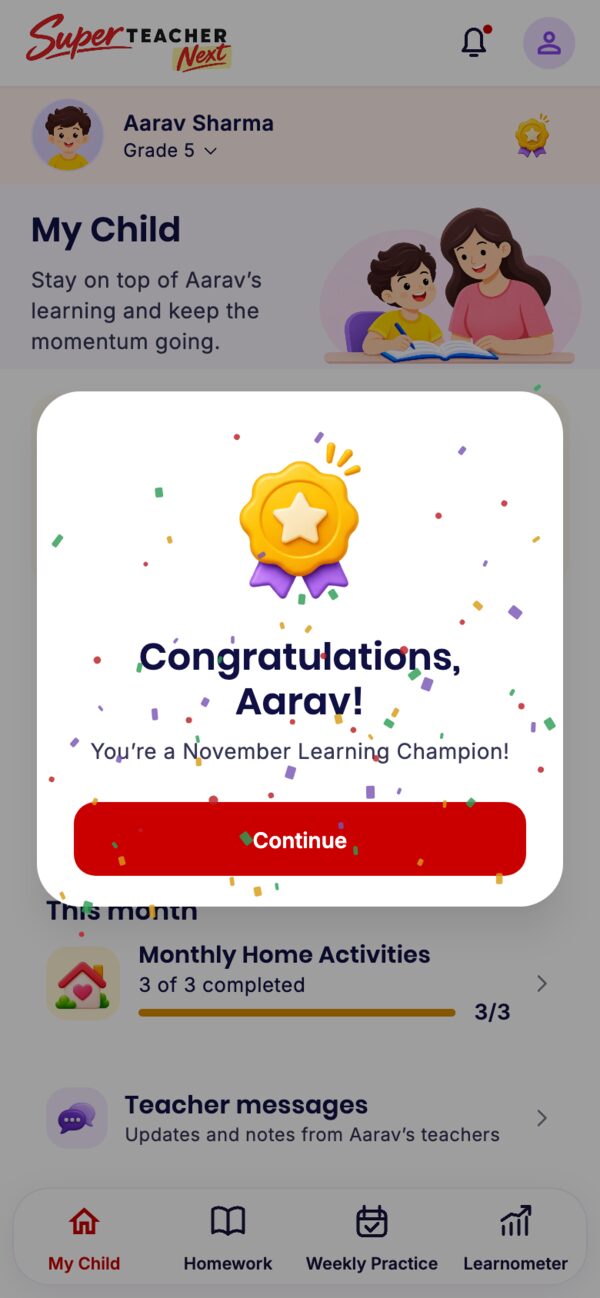 Super TEACHER
Next
Aarav Sharma
Grade 5
My Child
Stay on top of Aarav's
learning and keep the
momentum going.
Congratulations,
Aarav!
You're a November Learning Champion!
Continue
This month
Monthly Home Activities
3 of 3 completed
3/3
Teacher messages
Updates and notes from Aarav's teachers
My Child Homework Weekly Practice Learnometer